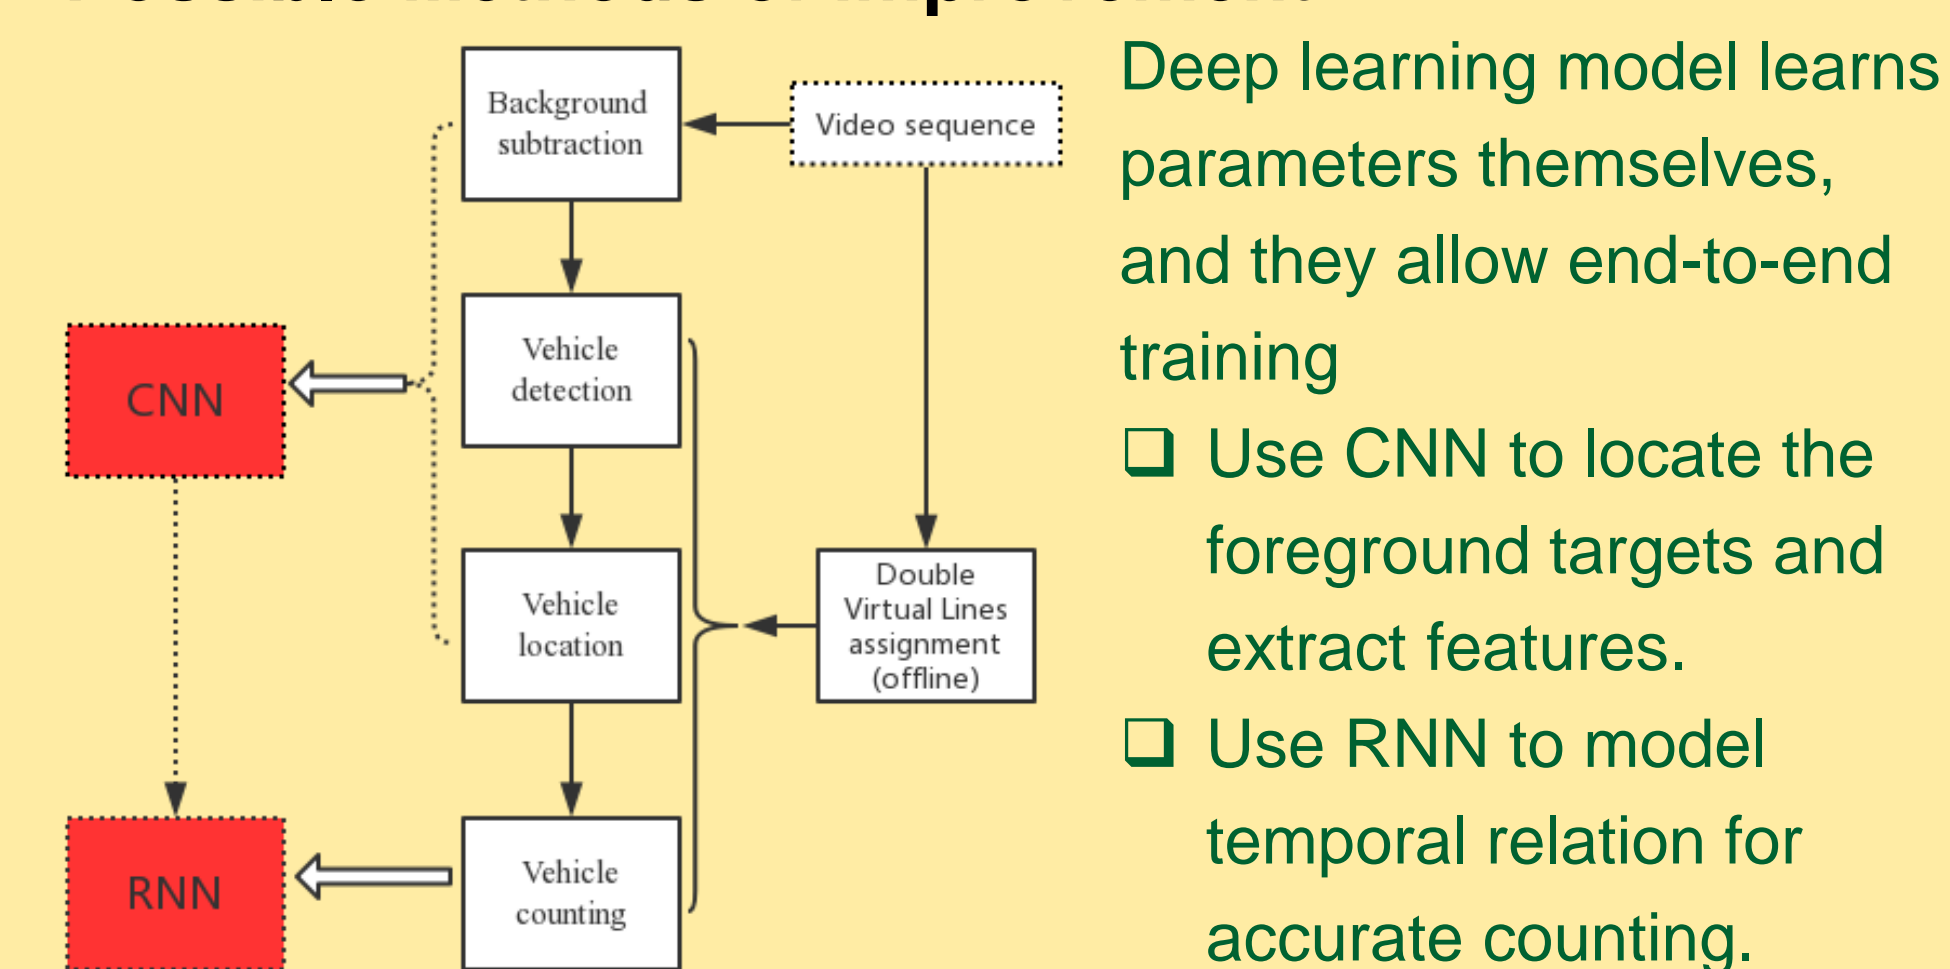 Background
subtraction
Video sequence
Vehicle
detection
CNN
Vehicle
location
Double
Virtual Lines
assignment
(offline)
RNN
Vehicle
counting
Deep learning model learns
parameters themselves,
and they allow end-to-end
training
❑ Use CNN to locate the
foreground targets and
extract features.
❑ Use RNN to model
temporal relation for
accurate counting.